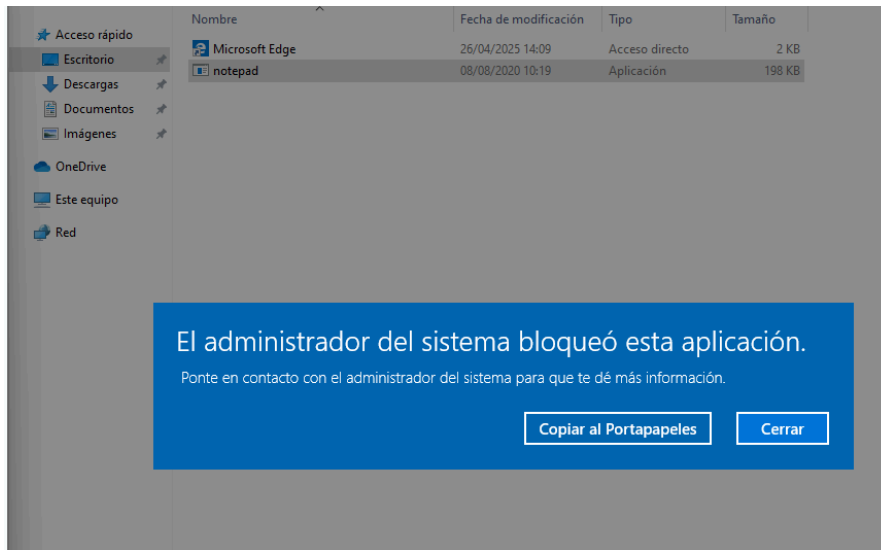 Nombre Fecha de modificación Tipo Tamaño
Acceso rápido
Escritorio
Descargas
Documentos
Imágenes
OneDrive
Este equipo
Red
Microsoft Edge 26/04/2025 14:09 Acceso directo 2 KB
notepad 08/08/2020 10:19 Aplicación 198 KB
El administrador del sistema bloqueó esta aplicación.
Ponte en contacto con el administrador del sistema para que te dé más información.
Copiar al Portapapeles Cerrar